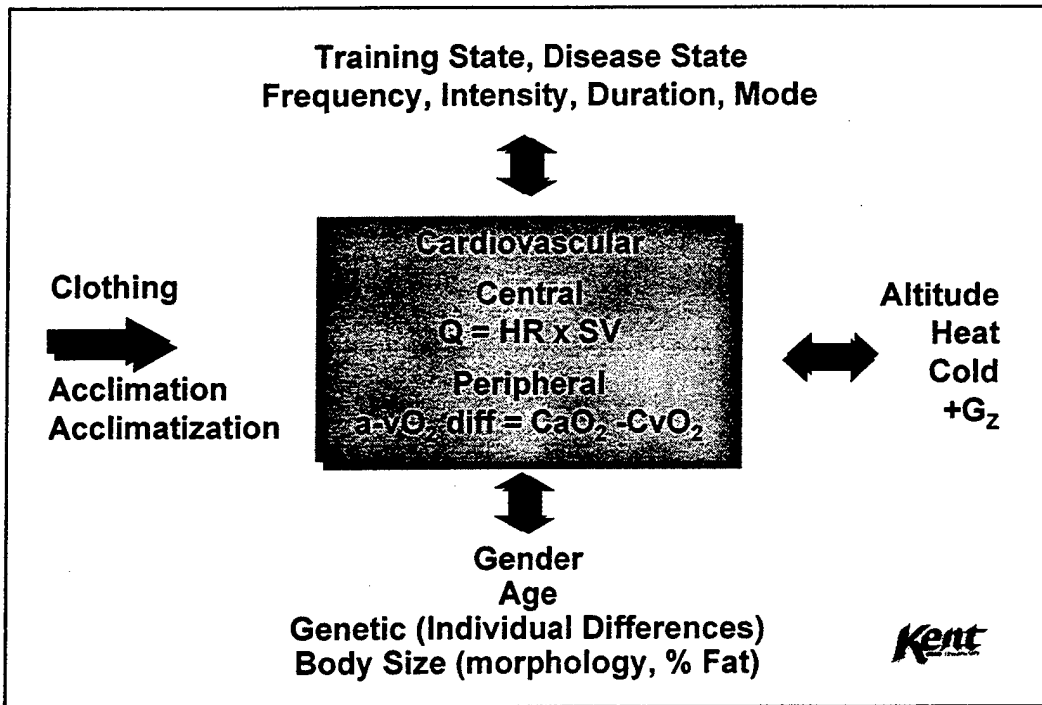 Training State, Disease State
Frequency, Intensity, Duration, Mode
Cardiovascular
Central
Q = HR x SV
Peripheral
a-vO₂ diff = CaO₂ -CvO₂
Clothing
Acclimation
Acclimatization
Altitude
Heat
Cold
+G_Z
Gender
Age
Genetic (Individual Differences)
Body Size (morphology, % Fat)
Kent